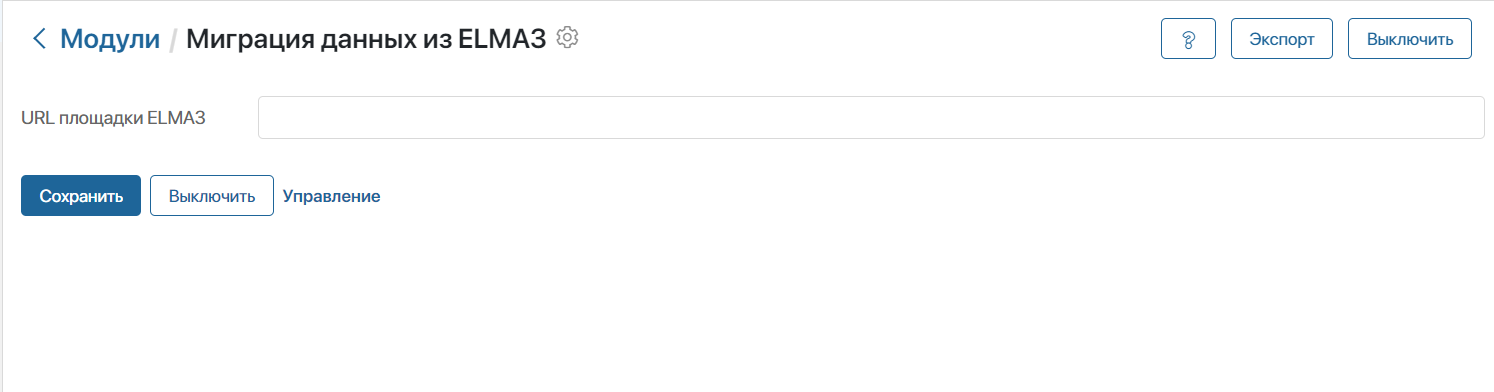 Модули / Миграция данных из ELMA3
?
Экспорт
Выключить
URL площадки ELMA3
Сохранить
Выключить
Управление